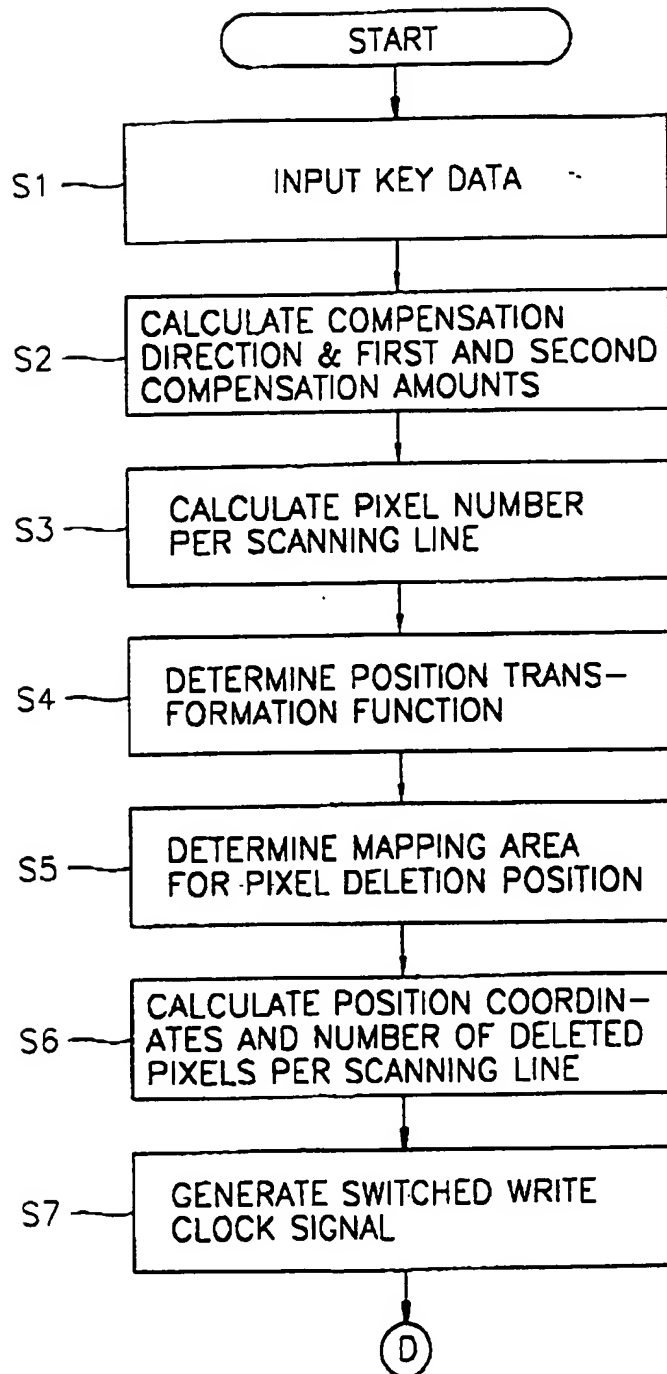 START
S1
INPUT KEY DATA
S2
CALCULATE COMPENSATION
DIRECTION & FIRST AND SECOND
COMPENSATION AMOUNTS
S3
CALCULATE PIXEL NUMBER
PER SCANNING LINE
S4
DETERMINE POSITION TRANS-
FORMATION FUNCTION
S5
DETERMINE MAPPING AREA
FOR PIXEL DELETION POSITION
S6
CALCULATE POSITION COORDIN-
ATES AND NUMBER OF DELETED
PIXELS PER SCANNING LINE
S7
GENERATE SWITCHED WRITE
CLOCK SIGNAL
D